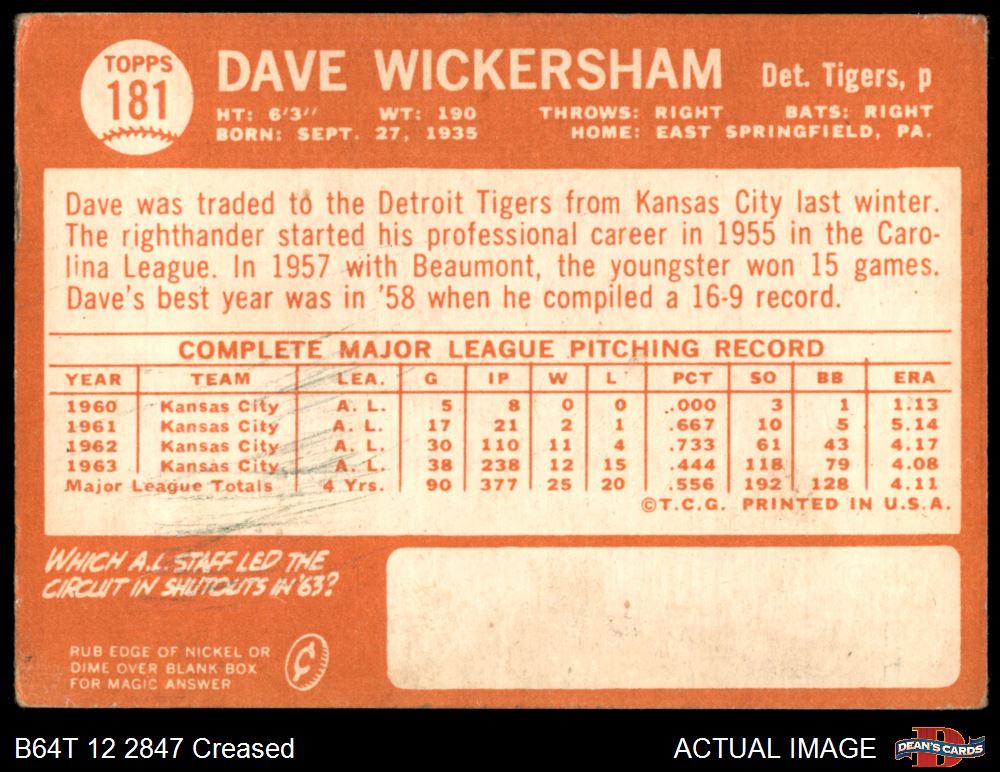 TOPPS
181
DAVE WICKERSHAM Det. Tigers, p
HT: 6'3" WT: 190 THROWS: RIGHT BATS: RIGHT
BORN: SEPT. 27, 1935 HOME: EAST SPRINGFIELD, PA.
Dave was traded to the Detroit Tigers from Kansas City last winter.
The righthander started his professional career in 1955 in the Caro-
lina League. In 1957 with Beaumont, the youngster won 15 games.
Dave's best year was in '58 when he compiled a 16-9 record.
COMPLETE MAJOR LEAGUE PITCHING RECORD
YEAR TEAM LEA. G IP W L PCT SO BB ERA
1960 Kansas City A. L. 5 8 0 0 .000 3 1 1.13
1961 Kansas City A. L. 17 21 2 1 .667 10 5 5.14
1962 Kansas City A. L. 30 110 11 4 .733 61 43 4.17
1963 Kansas City A. L. 38 238 12 15 .444 118 79 4.08
Major League Totals 4 Yrs. 90 377 25 20 .556 192 128 4.11
©T.C.G. PRINTED IN U.S.A.
WHICH A.L. STAFF LED THE
CIRCUIT IN SHUTOUTS IN '63?
RUB EDGE OF NICKEL OR
DIME OVER BLANK BOX
FOR MAGIC ANSWER
¢
B64T 12 2847 Creased ACTUAL IMAGE DEAN'S CARDS